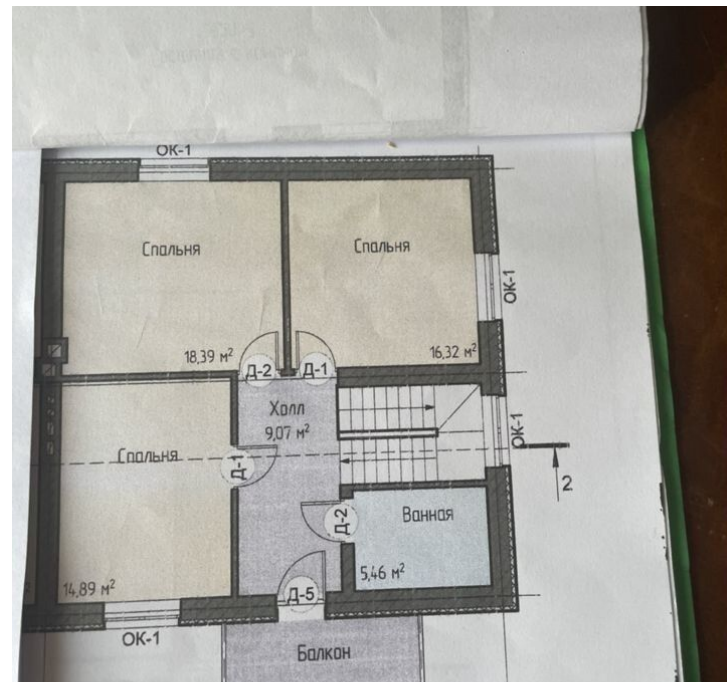 ОК-1
Спальня
Спальня
ОК-1
18,39 м²
16,32 м²
Д-2
Д-1
Холл
9,07 м²
ОК-1
Спальня
Д-1
2
Ванная
Д-2
5,46 м²
14,89 м²
Д-5
ОК-1
Балкон